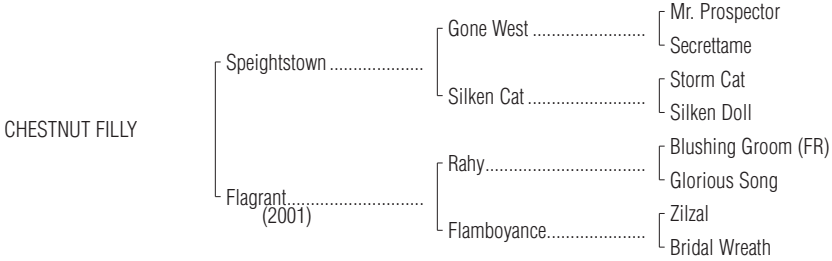 Mr. Prospector
Gone West ........................
Secrettame
Speightstown ....................
Storm Cat
Silken Cat .........................
Silken Doll
CHESTNUT FILLY
Blushing Groom (FR)
Rahy..................................
Glorious Song
Flagrant.............................
(2001)
Zilzal
Flamboyance.....................
Bridal Wreath